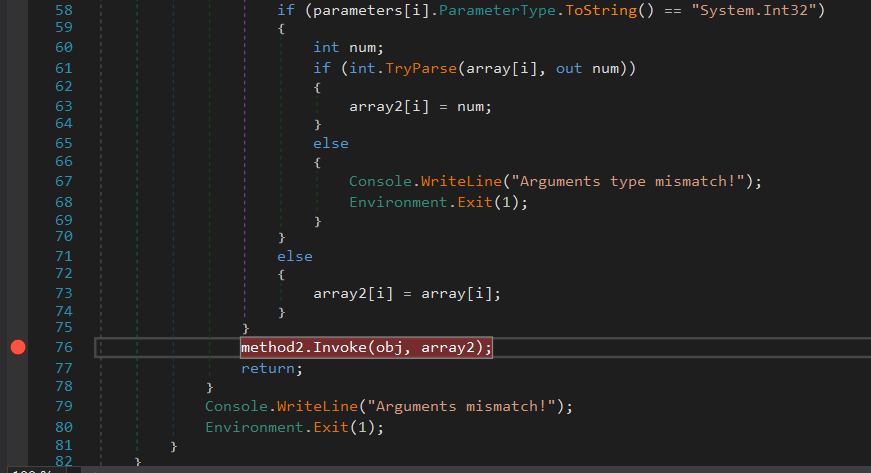 58 if (parameters[i].ParameterType.ToString() == "System.Int32")
59 {
60 int num;
61 if (int.TryParse(array[i], out num))
62 {
63 array2[i] = num;
64 }
65 else
66 {
67 Console.WriteLine("Arguments type mismatch!");
68 Environment.Exit(1);
69 }
70 }
71 else
72 {
73 array2[i] = array[i];
74 }
75 }
76 method2.Invoke(obj, array2);
77 return;
78 }
79 Console.WriteLine("Arguments mismatch!");
80 Environment.Exit(1);
81 }
82 }